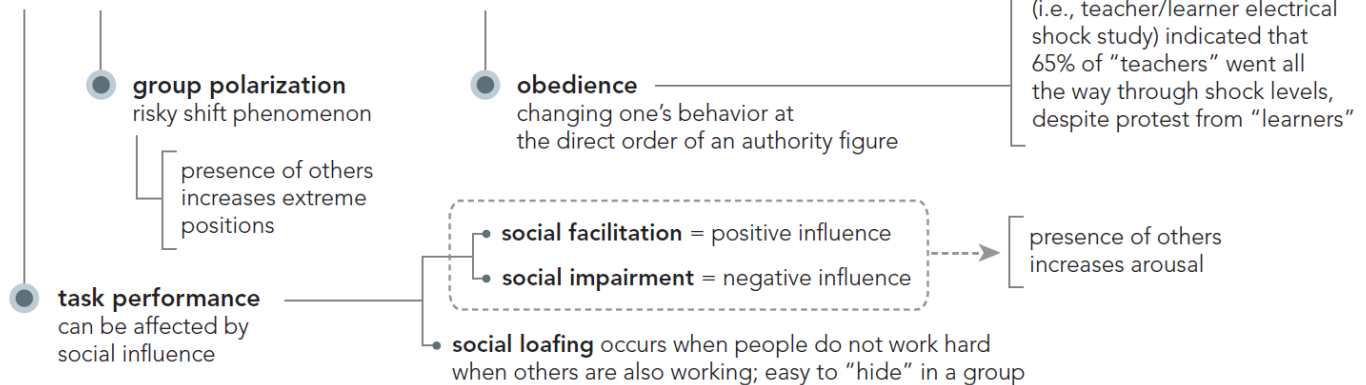 (i.e., teacher/learner electrical
shock study) indicated that
65% of “teachers” went all
the way through shock levels,
despite protest from “learners”
group polarization
risky shift phenomenon
presence of others
increases extreme
positions
obedience
changing one’s behavior at
the direct order of an authority figure
task performance
can be affected by
social influence
social facilitation = positive influence
social impairment = negative influence
presence of others
increases arousal
social loafing occurs when people do not work hard
when others are also working; easy to “hide” in a group